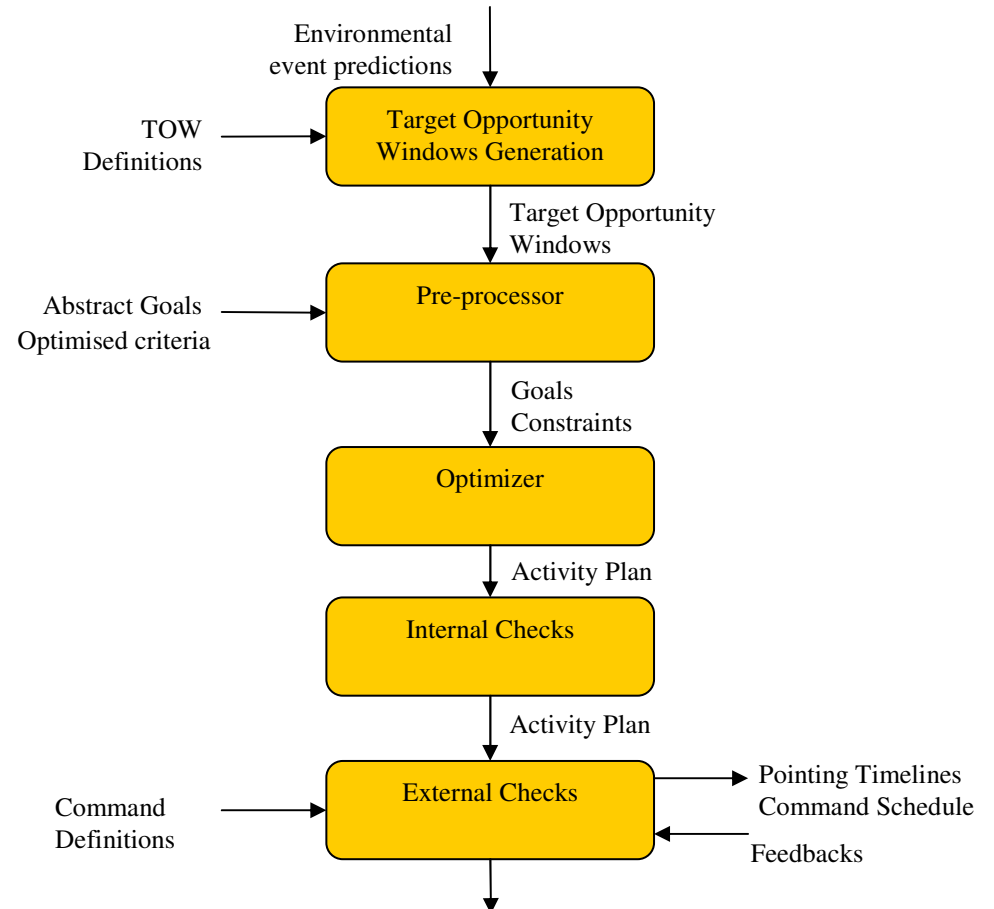 Environmental
event predictions
TOW
Definitions
Target Opportunity
Windows Generation
Target Opportunity
Windows
Abstract Goals
Optimised criteria
Pre-processor
Goals
Constraints
Optimizer
Activity Plan
Internal Checks
Activity Plan
Command
Definitions
External Checks
Pointing Timelines
Command Schedule
Feedbacks